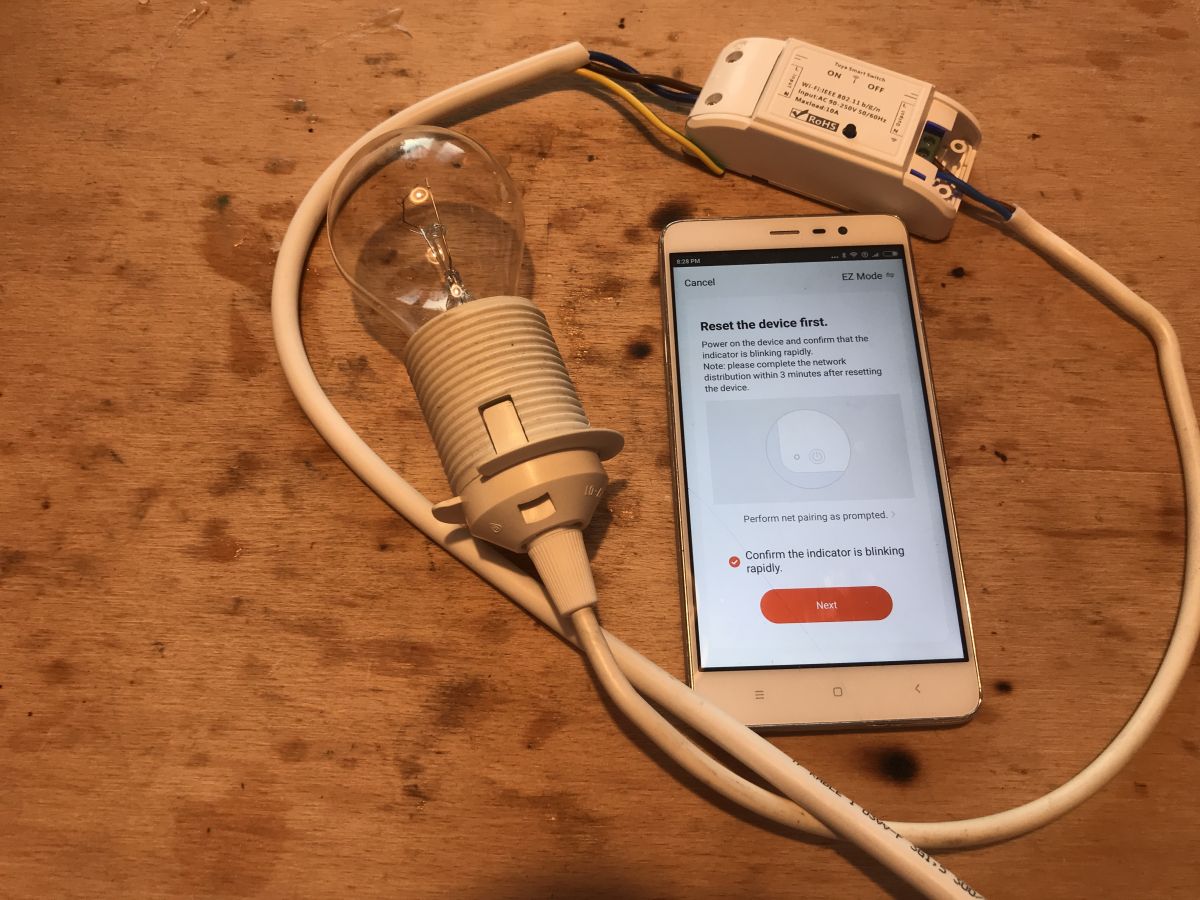 Tuya Smart Switch
ON OFF
Wi-Fi:IEEE 802.11 b/g/n
Input:AC 90-250V 50/60Hz
Maxlead:10A
RoHS
Input
L
N
L
N
8:28 PM
Cancel
EZ Mode
Reset the device first.
Power on the device and confirm that the
indicator is blinking rapidly.
Note: please complete the network
distribution within 3 minutes after resetting
the device.
Perform net pairing as prompted.
Confirm the indicator is blinking
rapidly.
Next